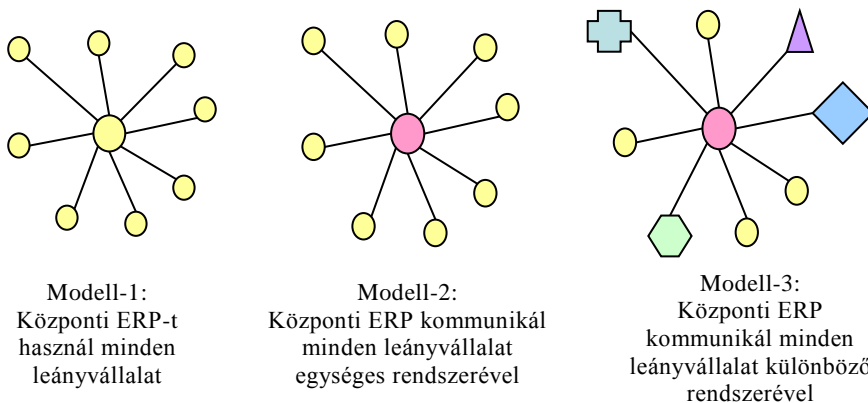 Modell-1:
Központi ERP-t
használ minden
leányvállalat
Modell-2:
Központi ERP kommunikál
minden leányvállalat
egységes rendszerével
Modell-3:
Központi ERP
kommunikál minden
leányvállalat különböző
rendszerével